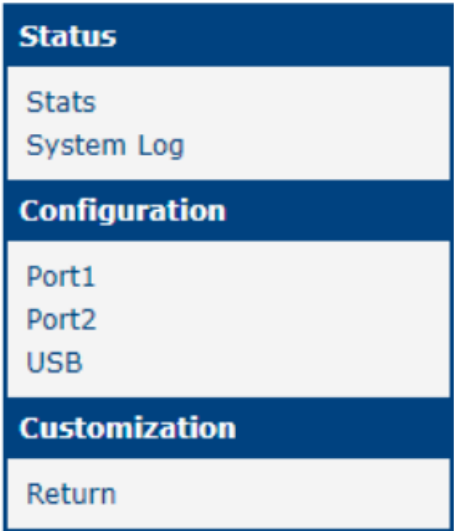 Status
Stats
System Log
Configuration
Port1
Port2
USB
Customization
Return